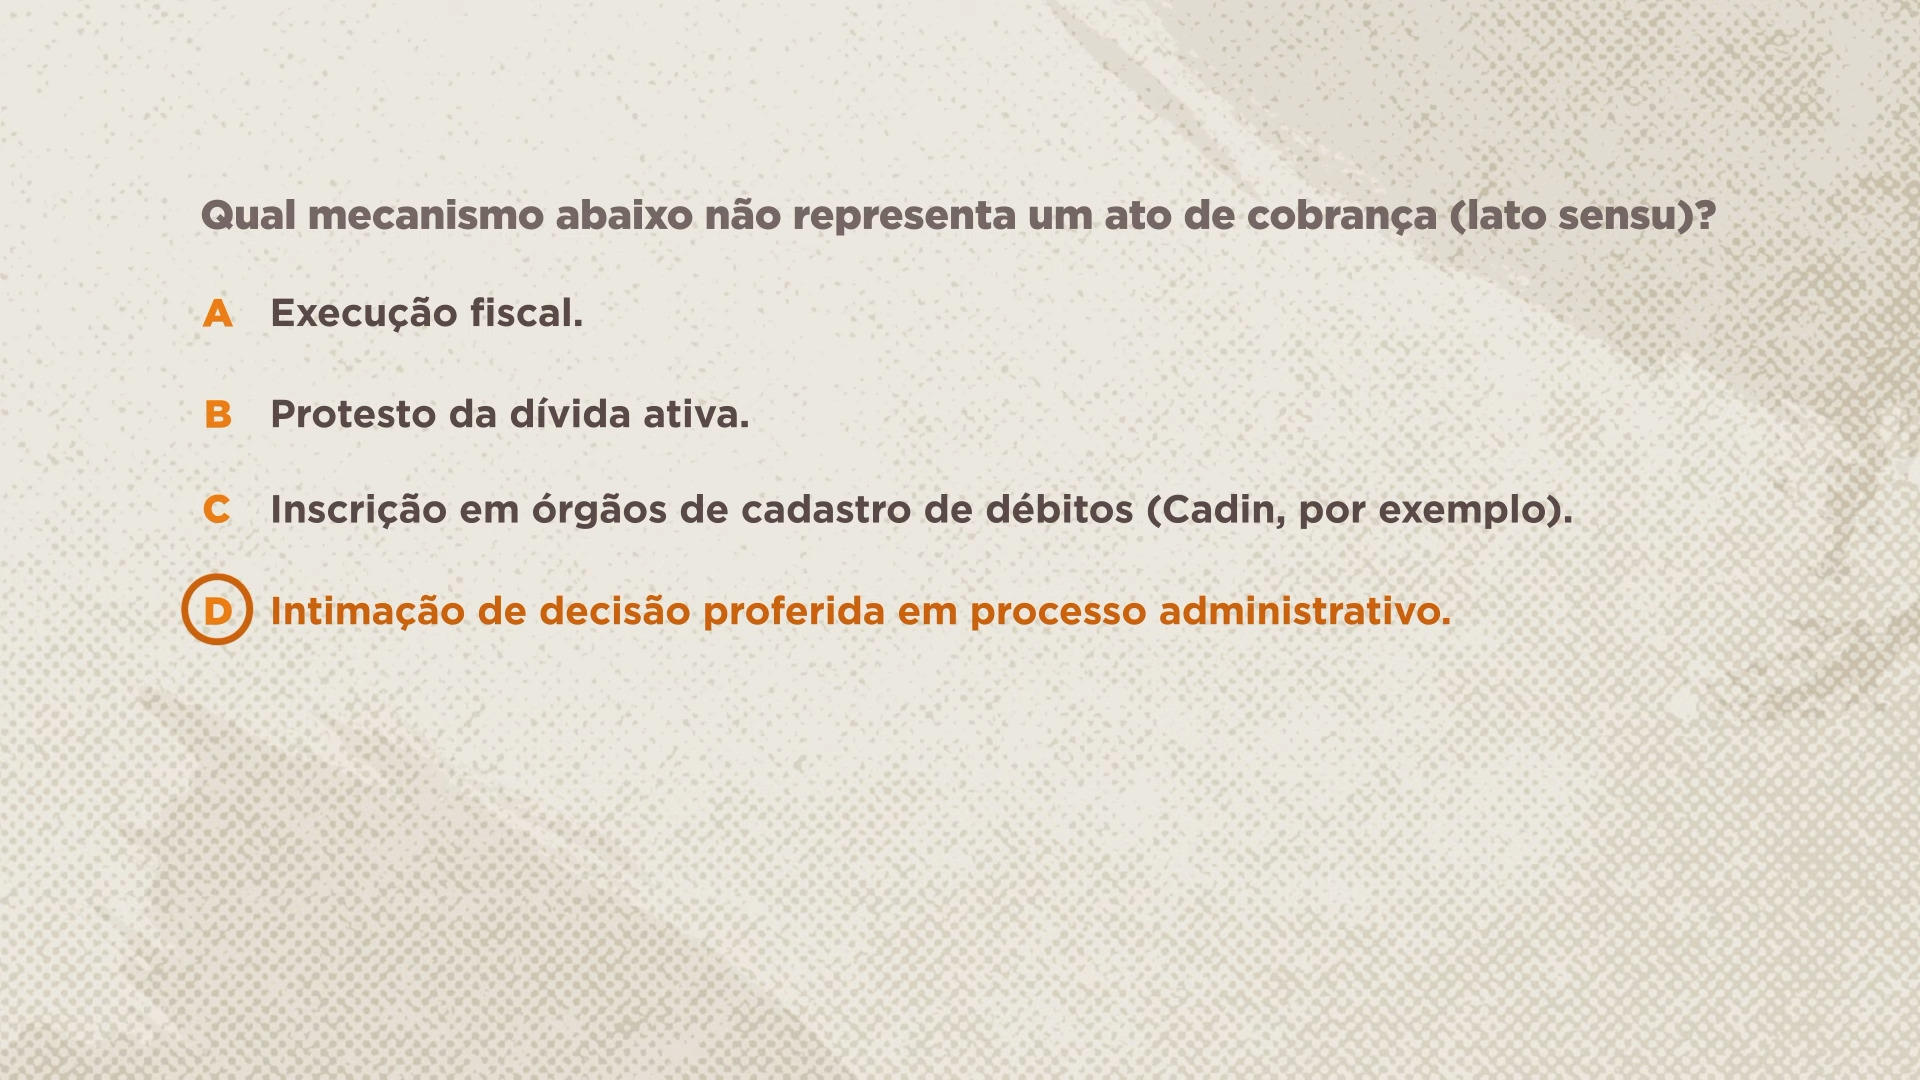 Qual mecanismo abaixo não representa um ato de cobrança (lato sensu)?
A Execução fiscal.
B Protesto da dívida ativa.
C Inscrição em órgãos de cadastro de débitos (Cadin, por exemplo).
D Intimação de decisão proferida em processo administrativo.